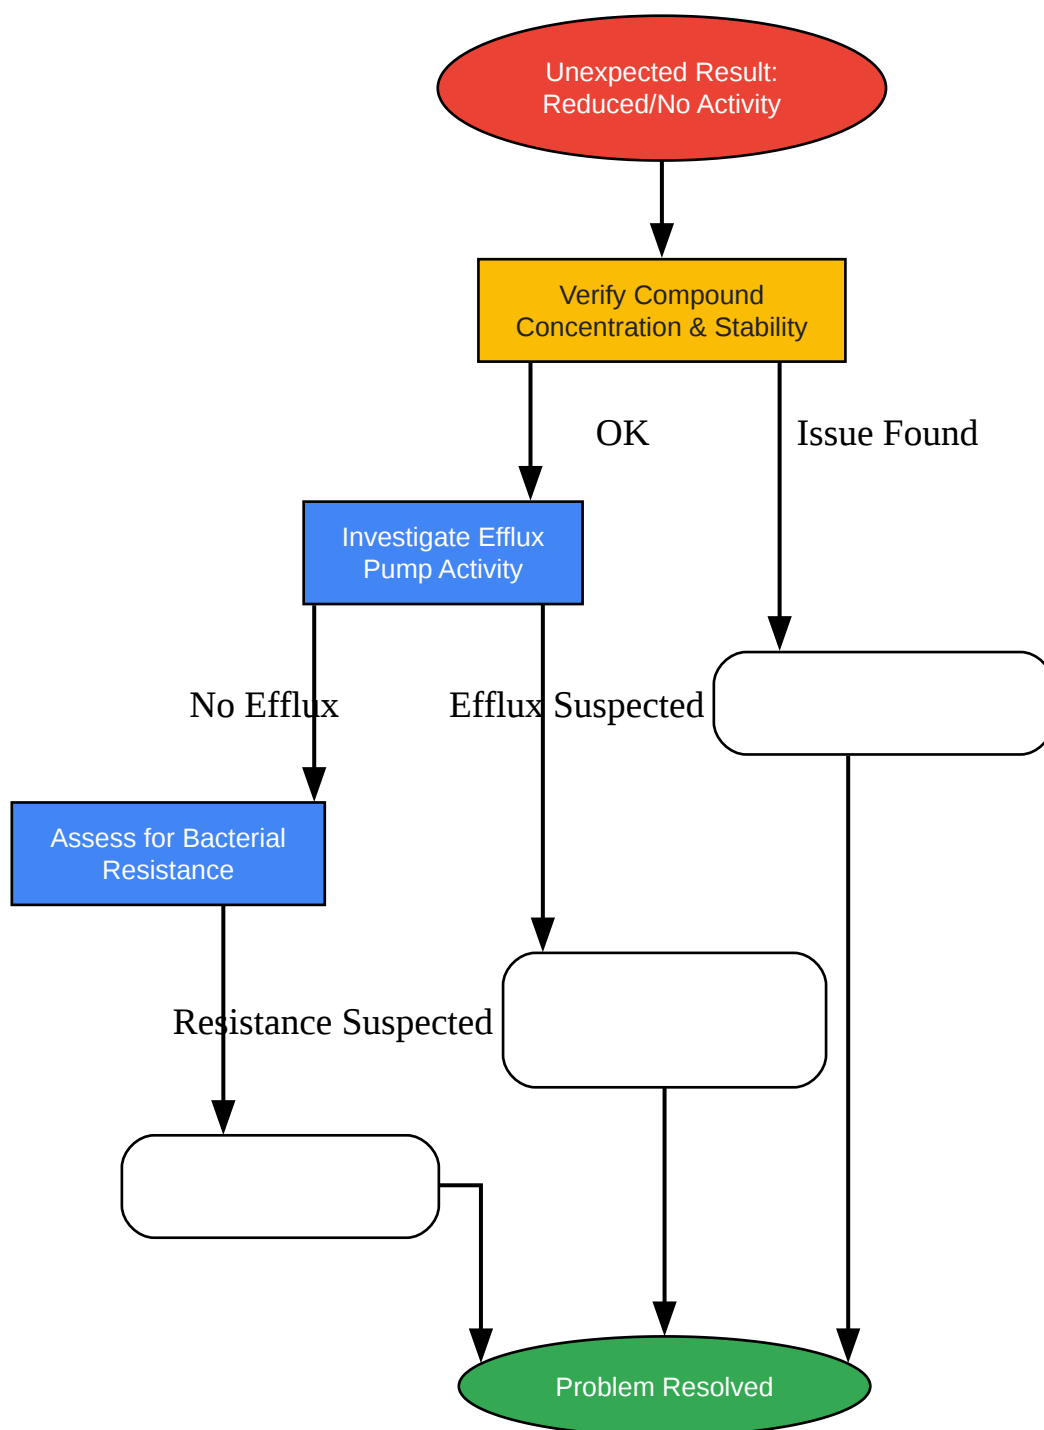 Unexpected Result:
Reduced/No Activity
Verify Compound
Concentration & Stability
OK
Issue Found
Investigate Efflux
Pump Activity
No Efflux
Efflux Suspected
Assess for Bacterial
Resistance
Resistance Suspected
Problem Resolved